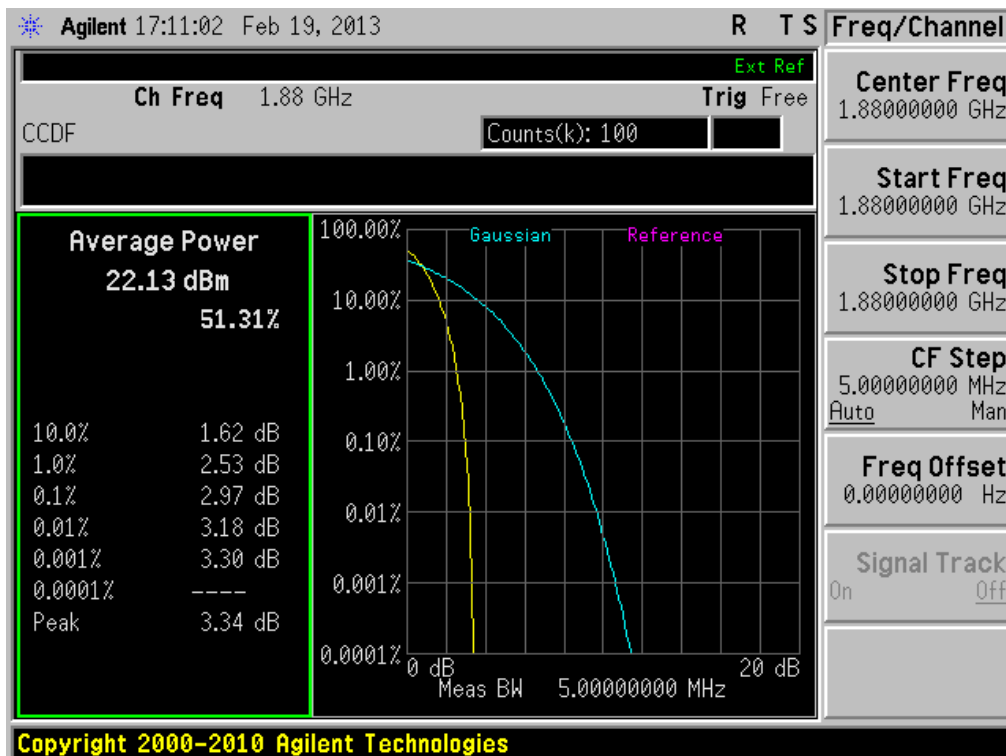 Agilent 17:11:02 Feb 19, 2013 R T S
Ext Ref
Ch Freq 1.88 GHz Trig Free
CCDF Counts(k): 100
Average Power
22.13 dBm
51.31%
10.0% 1.62 dB
1.0% 2.53 dB
0.1% 2.97 dB
0.01% 3.18 dB
0.001% 3.30 dB
0.0001% ----
Peak 3.34 dB
Gaussian Reference
100.00%
10.00%
1.00%
0.10%
0.01%
0.001%
0.0001%
0 dB 20 dB
Meas BW 5.00000000 MHz
Freq/Channel
Center Freq
1.88000000 GHz
Start Freq
1.88000000 GHz
Stop Freq
1.88000000 GHz
CF Step
5.00000000 MHz
Auto Man
Freq Offset
0.00000000 Hz
Signal Track
On Off
Copyright 2000-2010 Agilent Technologies